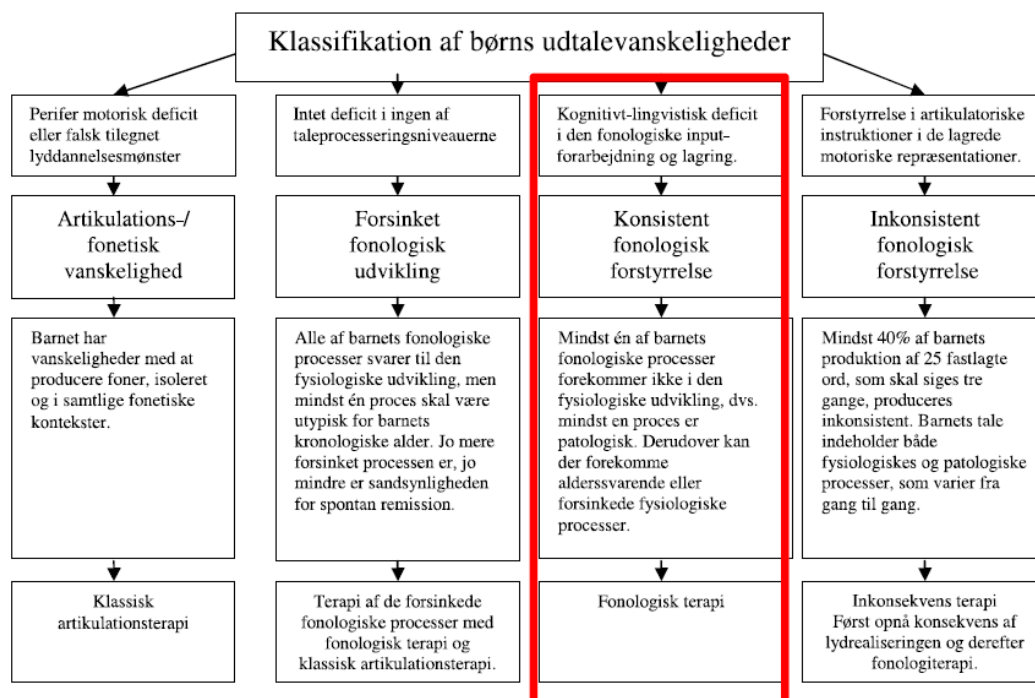 Klassifikation af børns udtalevanskeligheder
Perifer motorisk deficit
eller falsk tilegnet
lyddannelsesmønster
Artikulations-/
fonetisk
vanskelighed
Barnet har
vanskeligheder med at
producere foner, isoleret
og i samtlige fonetiske
kontekster.
Klassisk
artikulationsterapi
Intet deficit i ingen af
taleprocesseringsniveauerne
Forsinket
fonologisk
udvikling
Alle af barnets fonologiske
processer svarer til den
fysiologiske udvikling, men
mindst én proces skal være
utypisk for barnets
kronologiske alder. Jo mere
forsinket processen er, jo
mindre er sandsynligheden
for spontan remission.
Terapi af de forsinkede
fonologiske processer med
fonologisk terapi og
klassisk artikulationsterapi.
Kognitivt-lingvistisk deficit
i den fonologiske input-
forarbejdning og lagring.
Konsistent
fonologisk
forstyrrelse
Mindst én af barnets
fonologiske processer
forekommer ikke i den
fysiologiske udvikling, dvs.
mindst en proces er
patologisk. Derudover kan
der forekomme
alderssvarende eller
forsinkede fysiologiske
processer.
Fonologisk terapi
Forstyrrelse i artikulatoriske
instruktioner i de lagrede
motoriske repræsentationer.
Inkonsistent
fonologisk
forstyrrelse
Mindst 40% af barnets
produktion af 25 fastlagte
ord, som skal siges tre
gange, produceres
inkonsistent. Barnets tale
indeholder både
fysiologiskes og patologiske
processer, som varier fra
gang til gang.
Inkonsekvens terapi
Først opnå konsekvens af
lydrealiseringen og derefter
fonologiterapi.